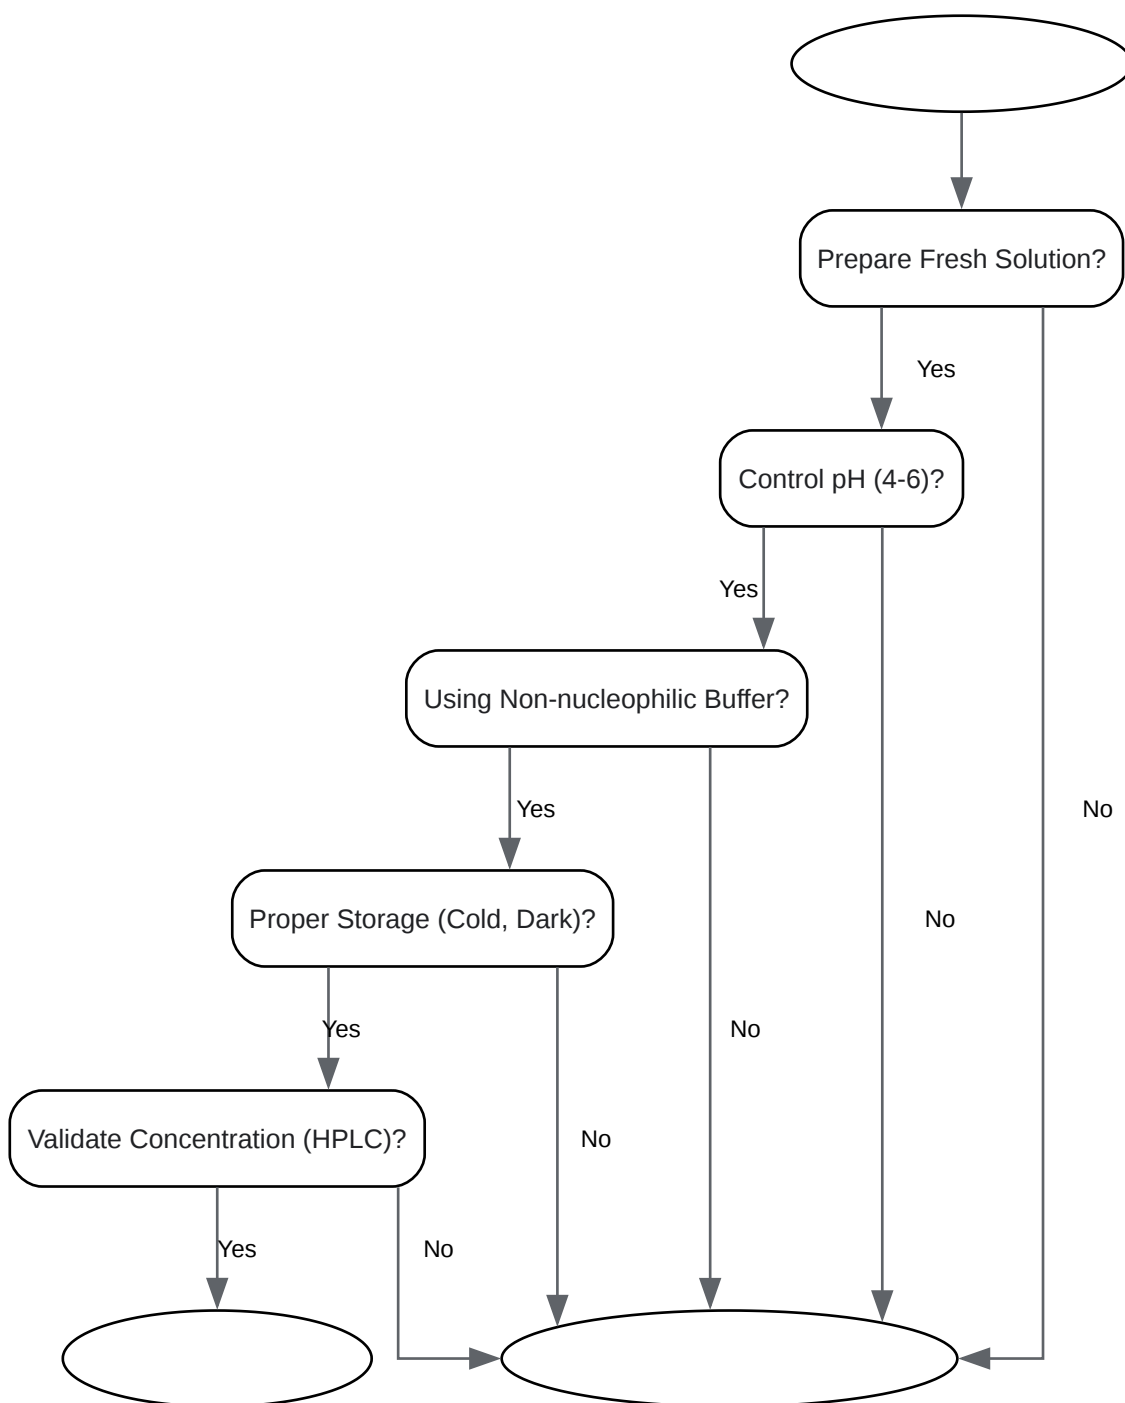 Prepare Fresh Solution?
Yes
Control pH (4-6)?
Yes
Using Non-nucleophilic Buffer?
Yes
No
Proper Storage (Cold, Dark)?
No
Yes
No
Validate Concentration (HPLC)?
No
Yes
No